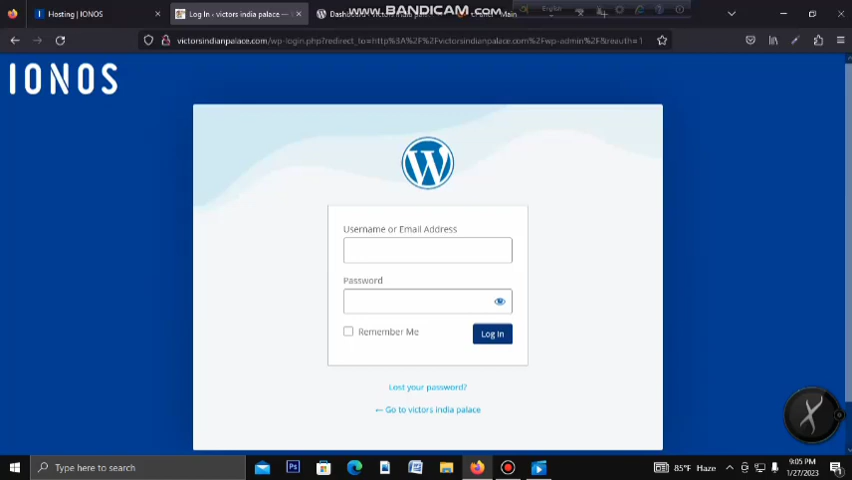 www.BANDICAM.com
Hosting | IONOS
Log In ‹ victors india palace —
English
victorsindianpalace.com/wp-login.php?redirect_to=http%3A%2F%2Fvictorsindianpalace.com%2Fwp-admin%2F&reauth=1
IONOS
Username or Email Address
Password
Remember Me
Log In
Lost your password?
← Go to victors india palace
Type here to search
Ps
85°F Haze
9:05 PM
1/27/2023